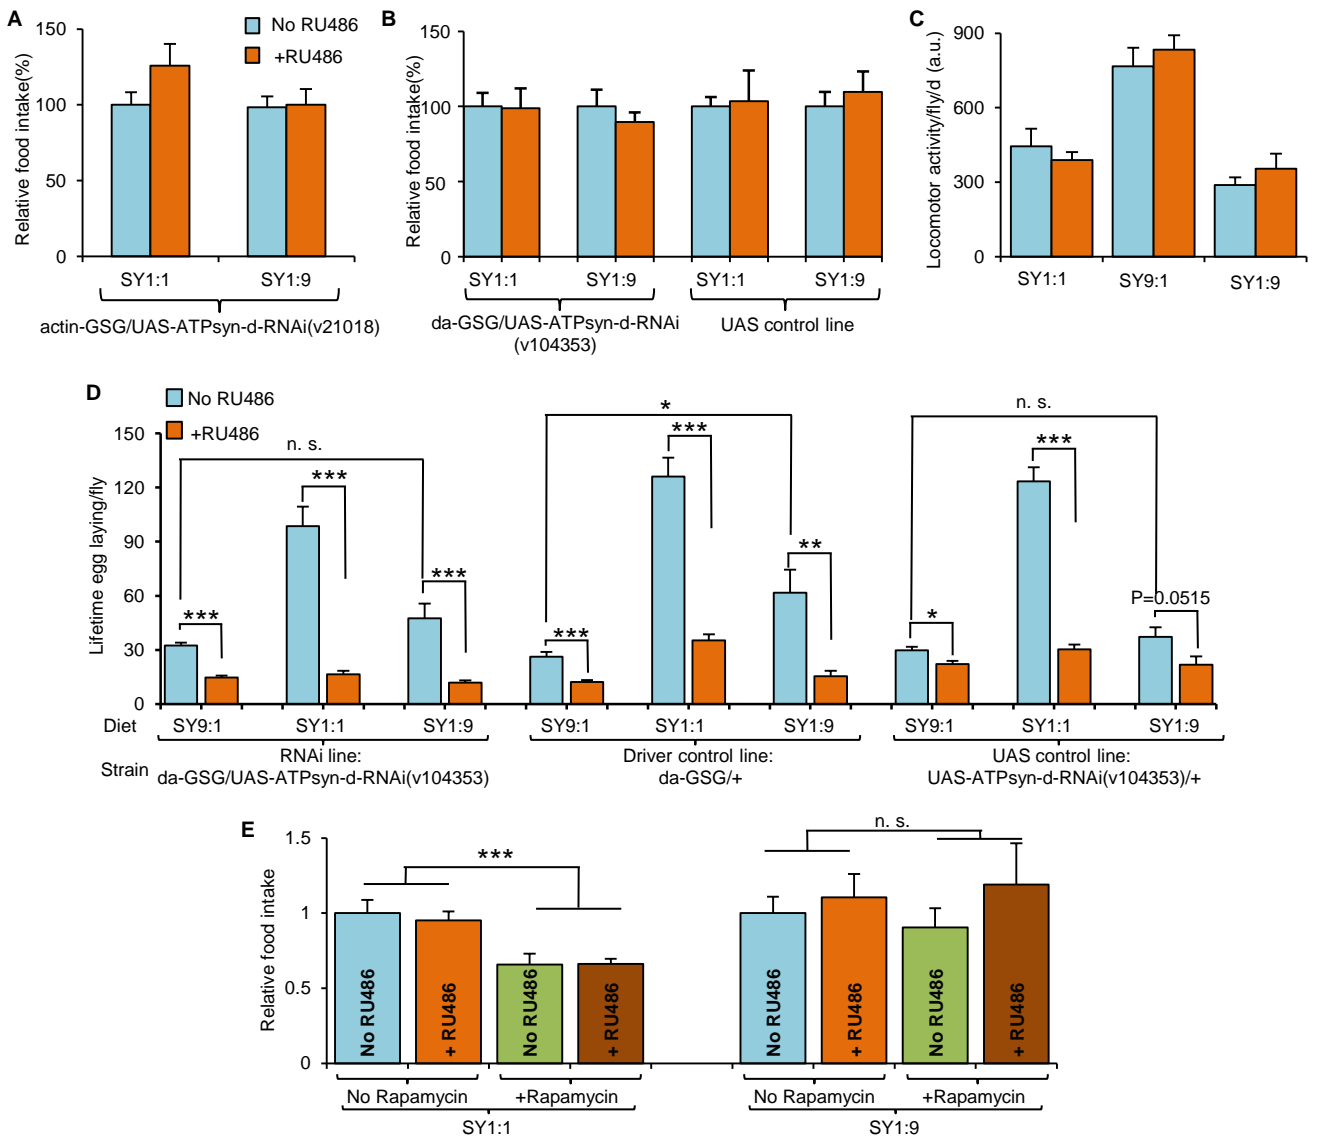 A
Relative food intake(%)
150
100
50
0
No RU486
+RU486
SY1:1
SY1:9
actin-GSG/UAS-ATPsyn-d-RNAi(v21018)
B
Relative food intake(%)
150
100
50
0
SY1:1
SY1:9
SY1:1
SY1:9
da-GSG/UAS-ATPsyn-d-RNAi
(v104353)
UAS control line
C
Locomotor activity/fly/d (a.u.)
900
600
300
0
SY1:1
SY9:1
SY1:9
D
No RU486
+RU486
Lifetime egg laying/fly
150
120
90
60
30
0
n. s.
***
***
***
*
***
***
**
n. s.
*
***
P=0.0515
Diet
SY9:1
SY1:1
SY1:9
SY9:1
SY1:1
SY1:9
SY9:1
SY1:1
SY1:9
Strain
RNAi line:
da-GSG/UAS-ATPsyn-d-RNAi(v104353)
Driver control line:
da-GSG/+
UAS control line:
UAS-ATPsyn-d-RNAi(v104353)/+
E
Relative food intake
1.5
1
0.5
0
***
n. s.
No RU486
+ RU486
No RU486
+ RU486
No RU486
+ RU486
No RU486
+ RU486
No Rapamycin
+Rapamycin
No Rapamycin
+Rapamycin
SY1:1
SY1:9